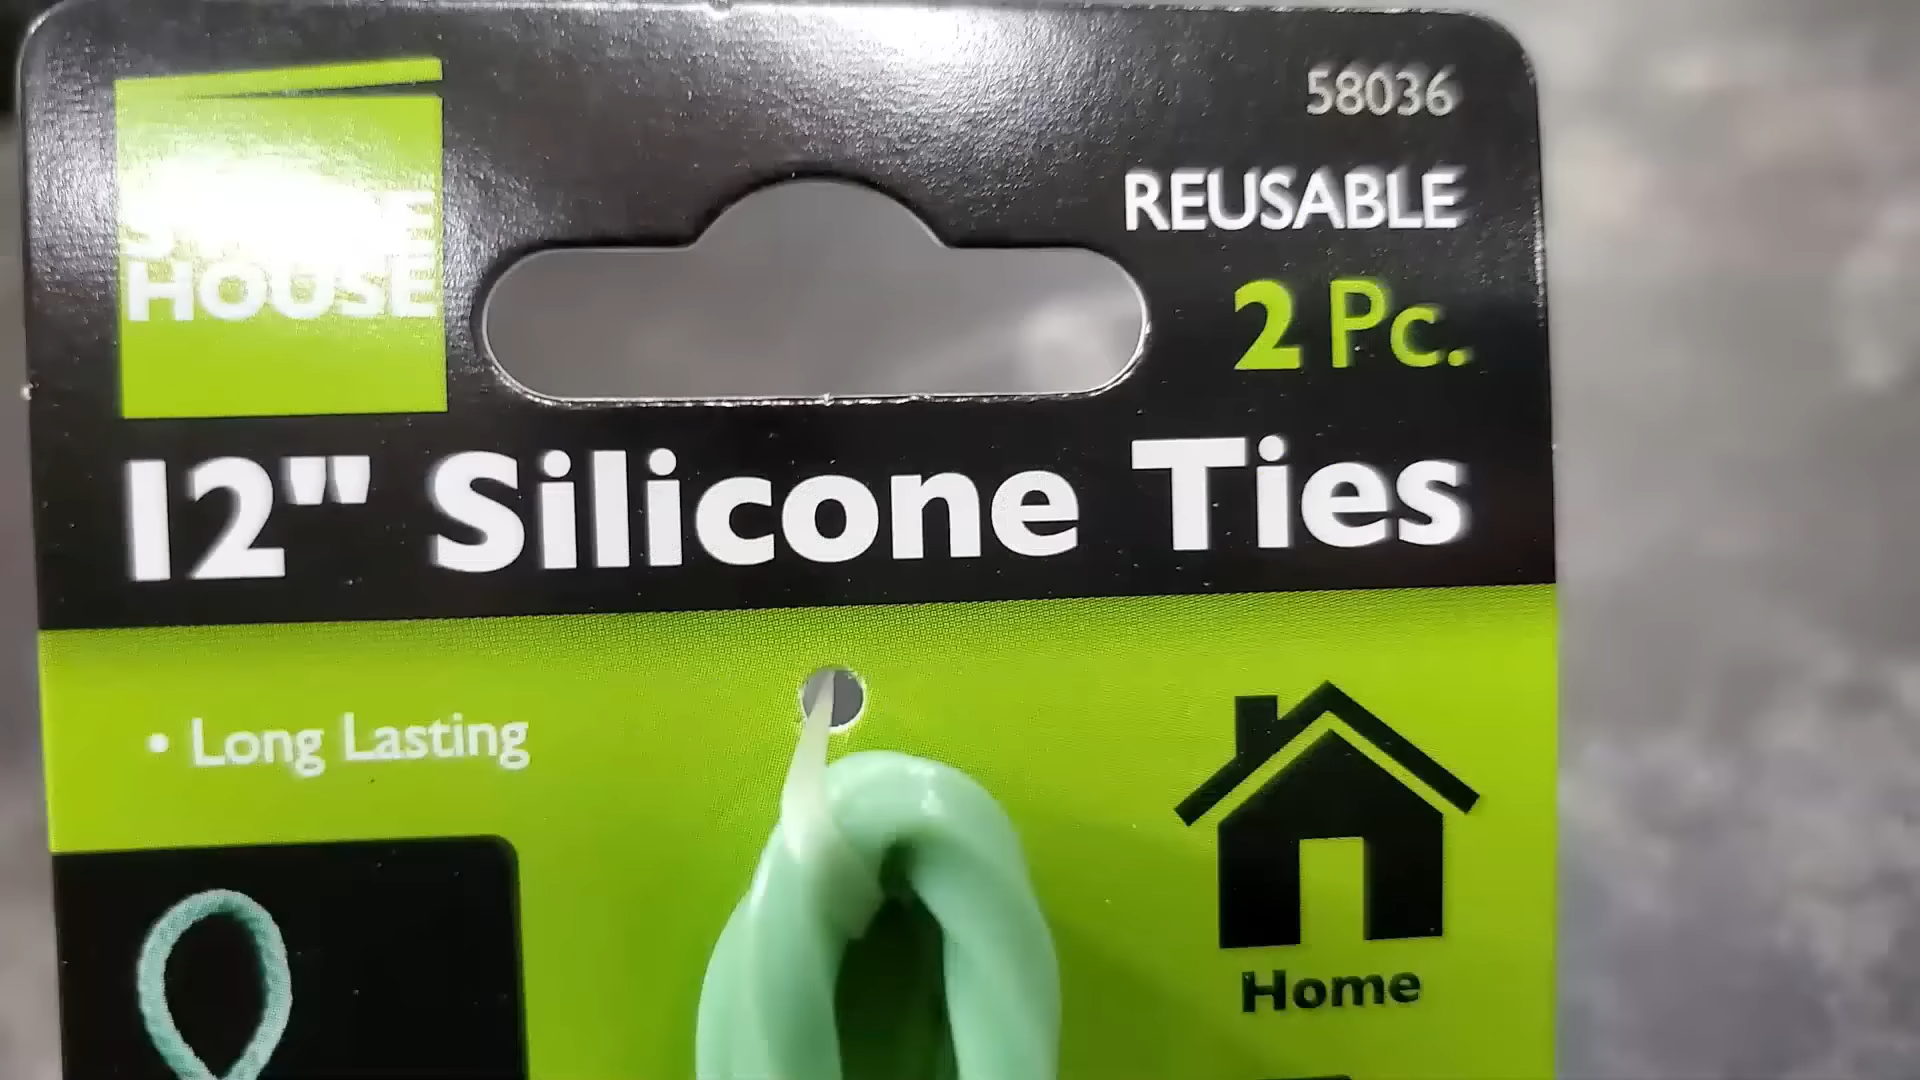 58036
HOUSE
REUSABLE
2 Pc.
12" Silicone Ties
• Long Lasting
Home